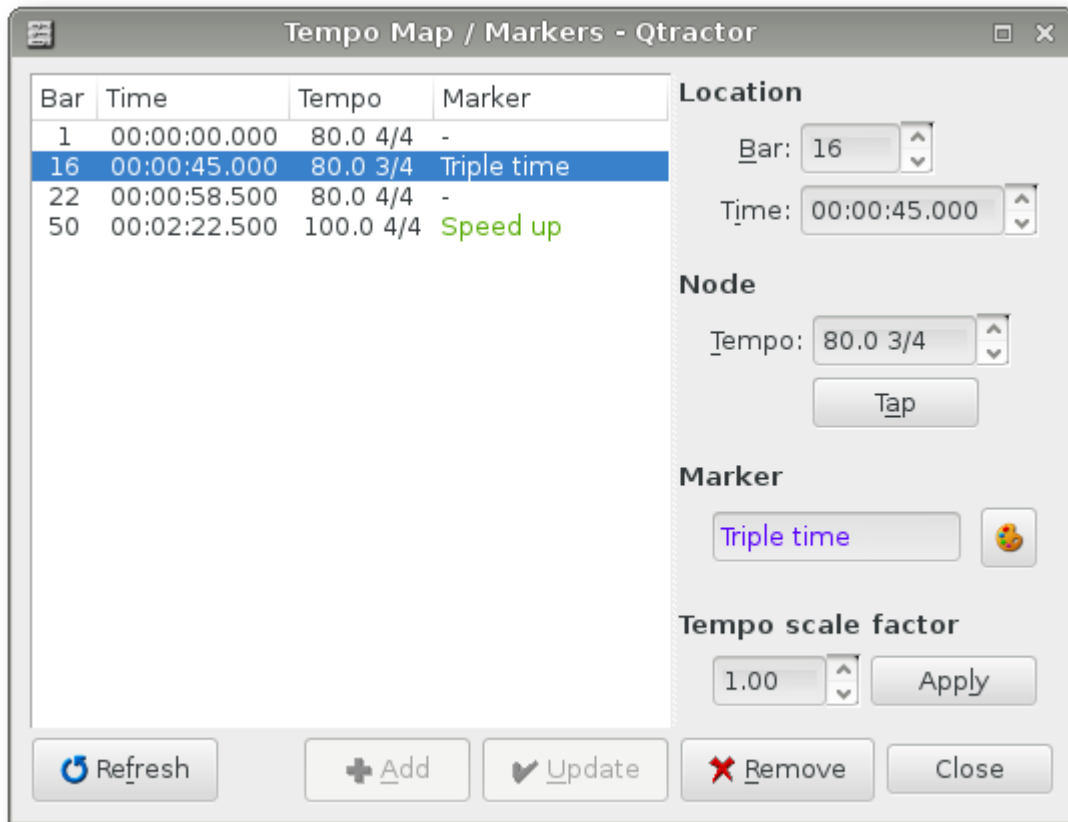 Tempo Map / Markers - Qtractor
Bar Time Tempo Marker
1 00:00:00.000 80.0 4/4 -
16 00:00:45.000 80.0 3/4 Triple time
22 00:00:58.500 80.0 4/4 -
50 00:02:22.500 100.0 4/4 Speed up
Location
Bar: 16
Time: 00:00:45.000
Node
Tempo: 80.0 3/4
Tap
Marker
Triple time
Tempo scale factor
1.00 Apply
Refresh Add Update Remove Close